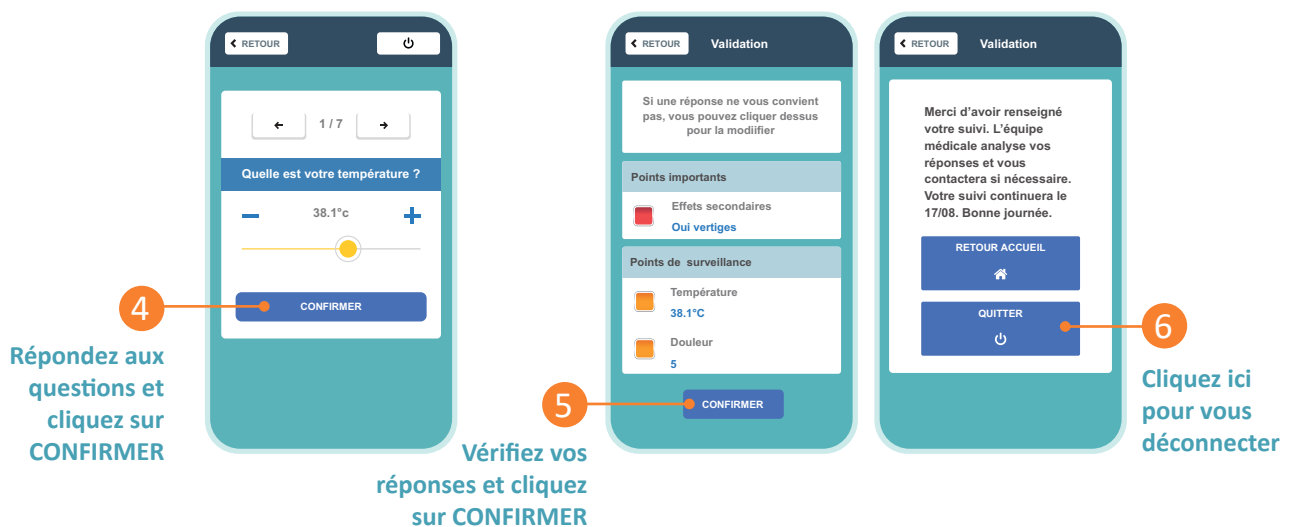 RETOUR
1 / 7
Quelle est votre température ?
38.1°c
CONFIRMER
4
Répondez aux
questions et
cliquez sur
CONFIRMER
RETOUR Validation
Si une réponse ne vous convient
pas, vous pouvez cliquer dessus
pour la modiifier
Points importants
Effets secondaires
Oui vertiges
Points de surveillance
Température
38.1°C
Douleur
5
CONFIRMER
5
Vérifiez vos
réponses et cliquez
sur CONFIRMER
RETOUR Validation
Merci d'avoir renseigné
votre suivi. L'équipe
médicale analyse vos
réponses et vous
contactera si nécessaire.
Votre suivi continuera le
17/08. Bonne journée.
RETOUR ACCUEIL
QUITTER
6
Cliquez ici
pour vous
déconnecter